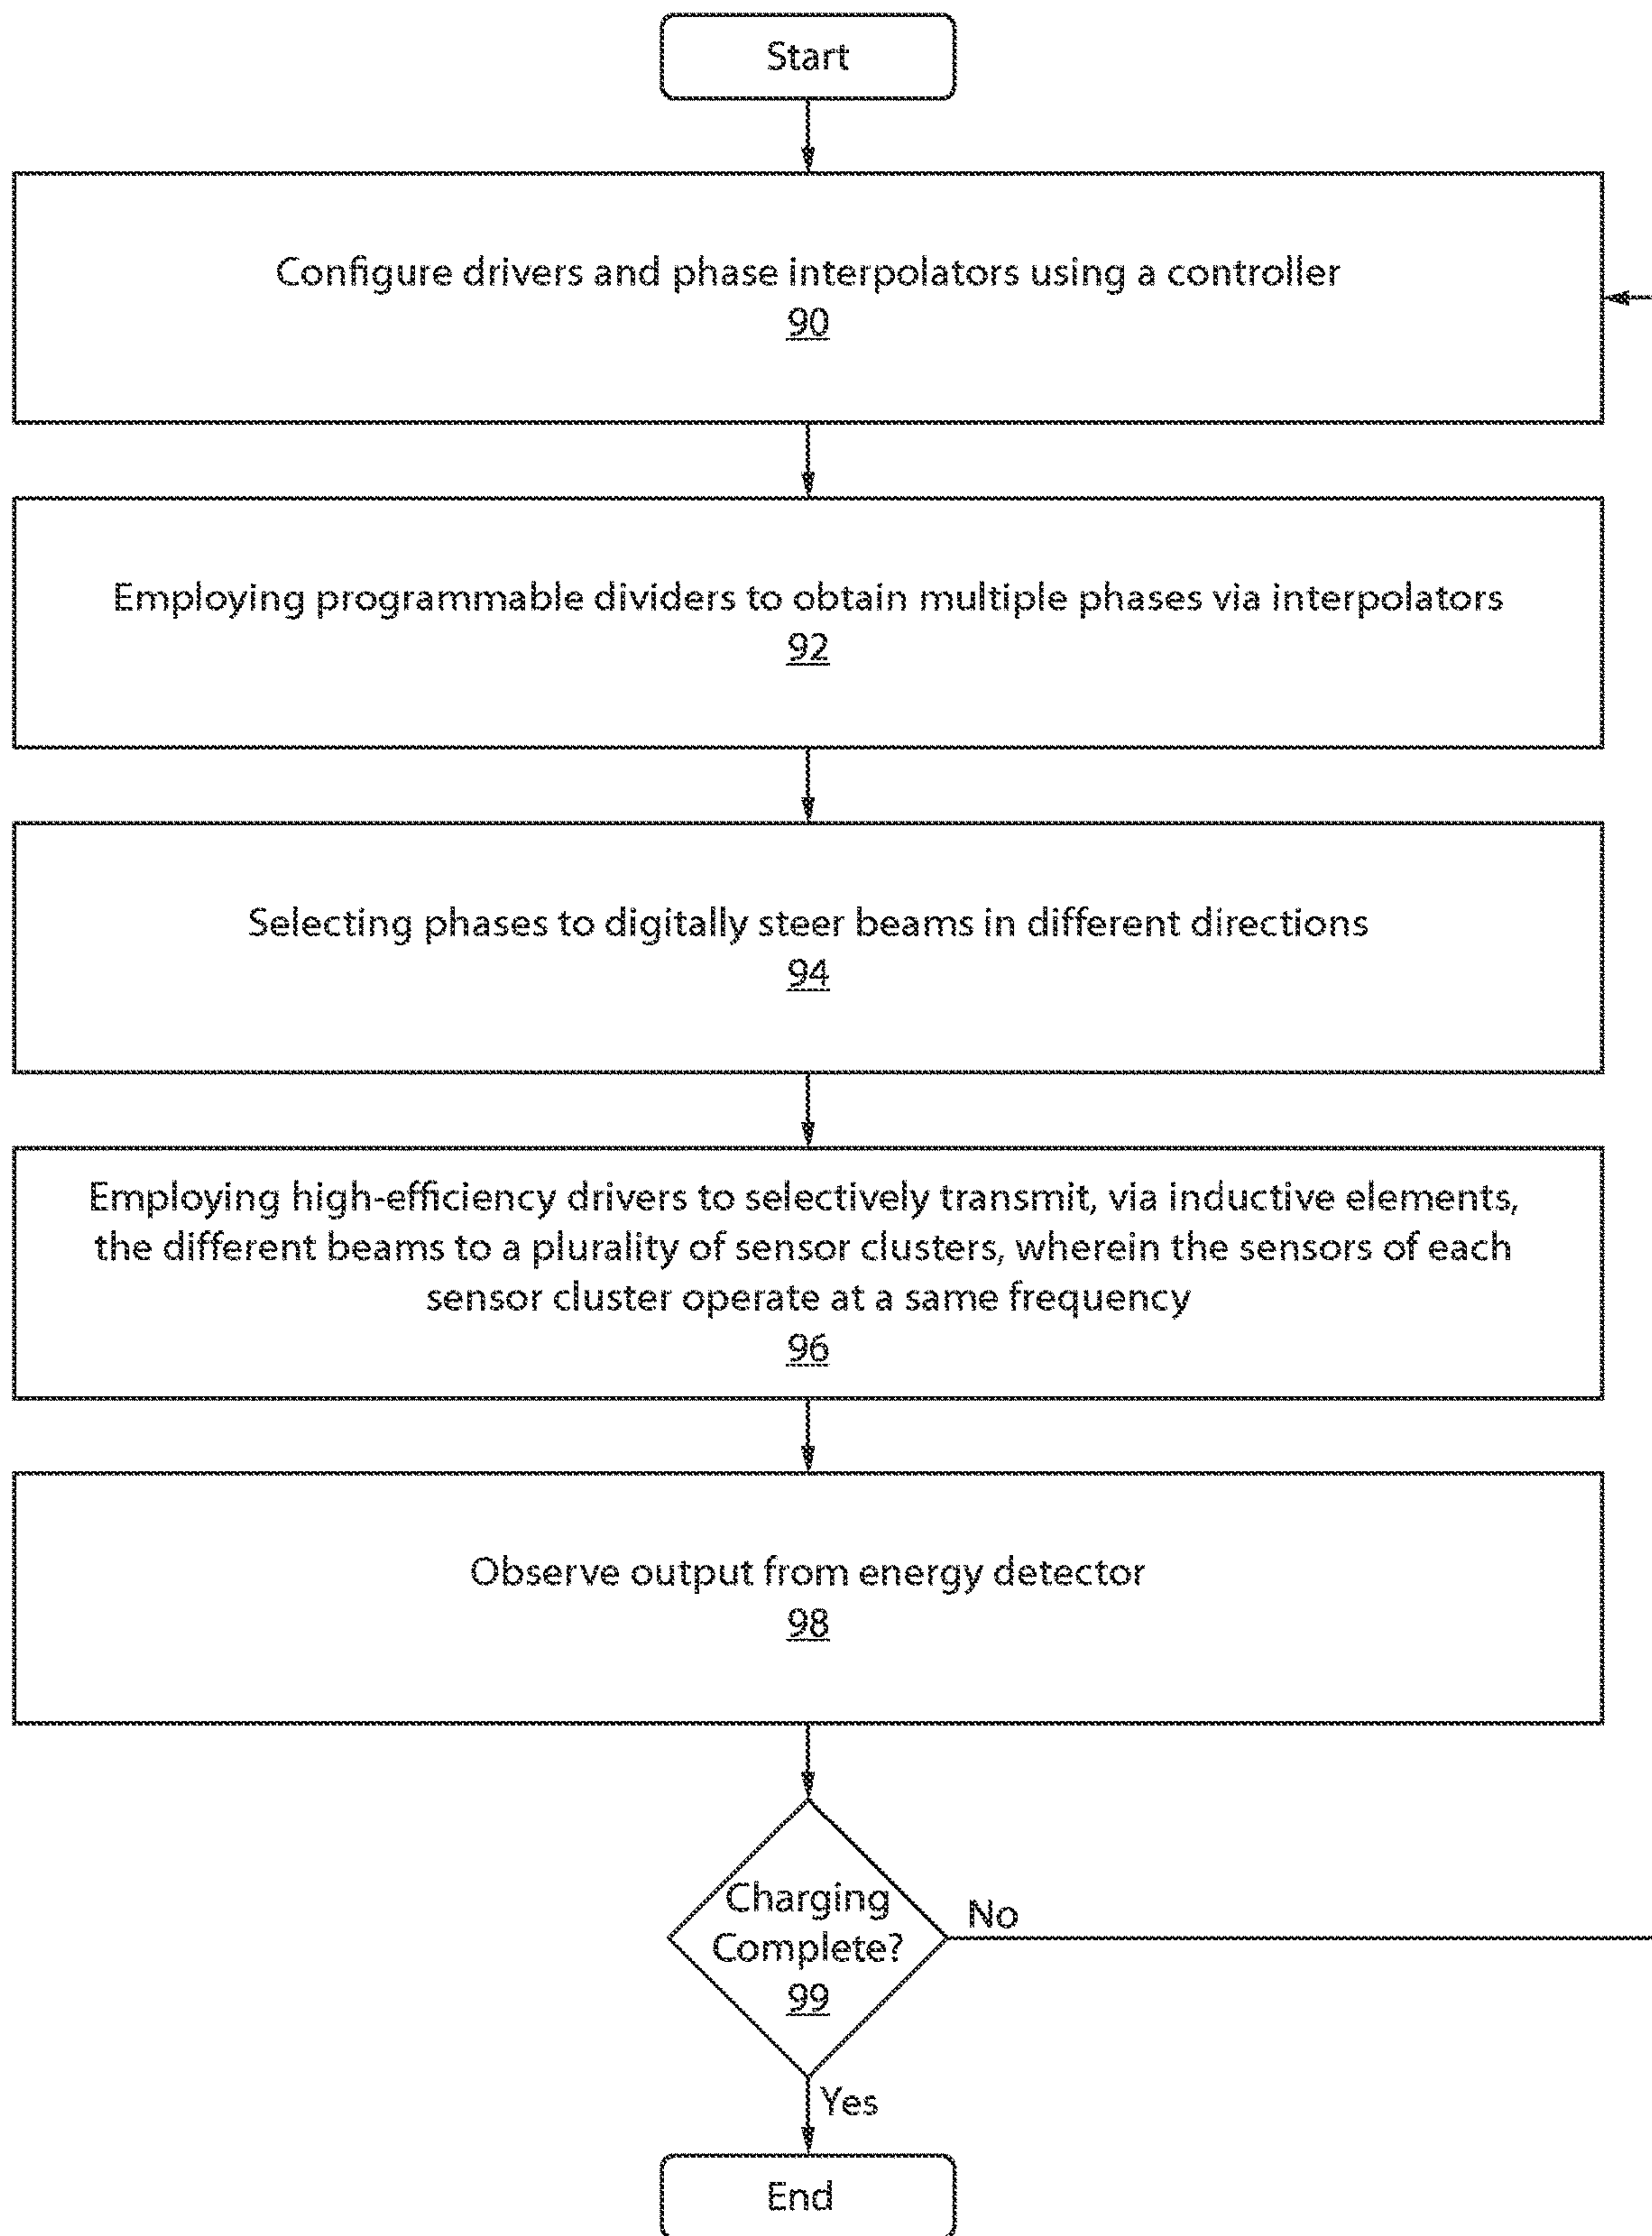 Start
Configure drivers and phase interpolators using a controller
90
Employing programmable dividers to obtain multiple phases via interpolators
92
Selecting phases to digitally steer beams in different directions
94
Employing high-efficiency drivers to selectively transmit, via inductive elements,
the different beams to a plurality of sensor clusters, wherein the sensors of each
sensor cluster operate at a same frequency
96
Observe output from energy detector
98
Charging
Complete?
99
No
Yes
End